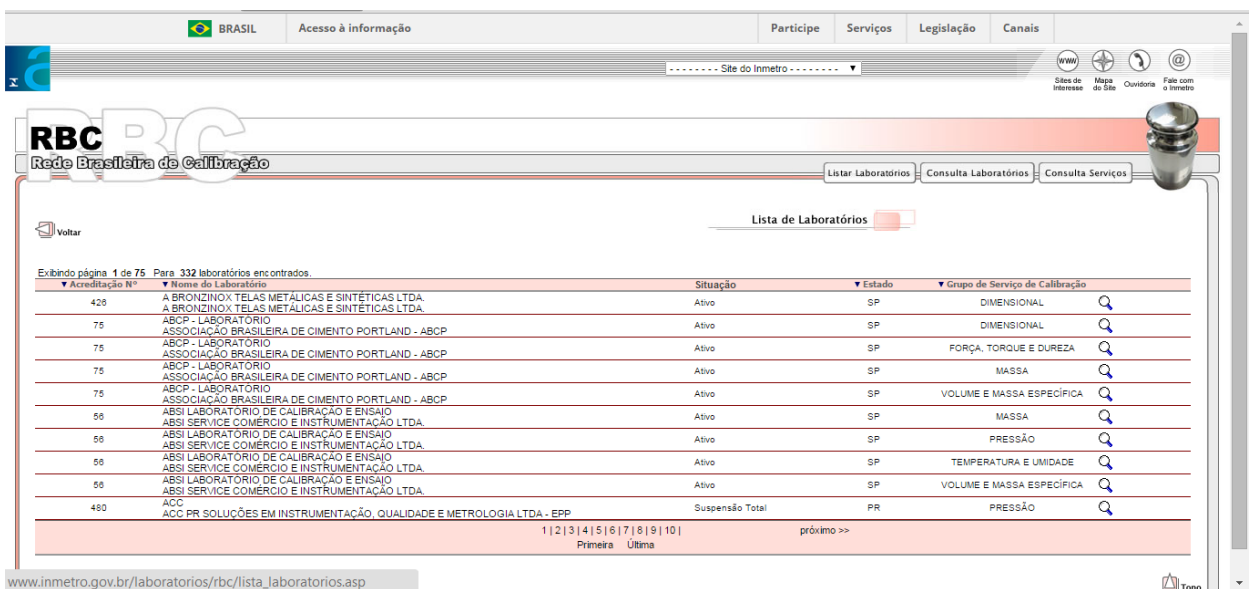 BRASIL Acesso à informação Participe Serviços Legislação Canais
- - - - - - - - Site do Inmetro - - - - - - - - ▼
www @
Sites de Interesse Mapa do Site Ouvidoria Fale com o Inmetro
RBC
Rede Brasileira de Calibração
Listar Laboratórios Consulta Laboratórios Consulta Serviços
Voltar
Lista de Laboratórios
Exibindo página 1 de 75 Para 332 laboratórios encontrados.
▼ Acreditação Nº ▼ Nome do Laboratório Situação ▼ Estado ▼ Grupo de Serviço de Calibração
426 A BRONZINOX TELAS METÁLICAS E SINTÉTICAS LTDA. Ativo SP DIMENSIONAL
A BRONZINOX TELAS METÁLICAS E SINTÉTICAS LTDA.
75 ABCP - LABORATÓRIO Ativo SP DIMENSIONAL
ASSOCIAÇÃO BRASILEIRA DE CIMENTO PORTLAND - ABCP
75 ABCP - LABORATÓRIO Ativo SP FORÇA, TORQUE E DUREZA
ASSOCIAÇÃO BRASILEIRA DE CIMENTO PORTLAND - ABCP
75 ABCP - LABORATÓRIO Ativo SP MASSA
ASSOCIAÇÃO BRASILEIRA DE CIMENTO PORTLAND - ABCP
75 ABCP - LABORATÓRIO Ativo SP VOLUME E MASSA ESPECÍFICA
ASSOCIAÇÃO BRASILEIRA DE CIMENTO PORTLAND - ABCP
56 ABSI LABORATÓRIO DE CALIBRAÇÃO E ENSAIO Ativo SP MASSA
ABSI SERVICE COMÉRCIO E INSTRUMENTAÇÃO LTDA.
56 ABSI LABORATÓRIO DE CALIBRAÇÃO E ENSAIO Ativo SP PRESSÃO
ABSI SERVICE COMÉRCIO E INSTRUMENTAÇÃO LTDA.
56 ABSI LABORATÓRIO DE CALIBRAÇÃO E ENSAIO Ativo SP TEMPERATURA E UMIDADE
ABSI SERVICE COMÉRCIO E INSTRUMENTAÇÃO LTDA.
56 ABSI LABORATÓRIO DE CALIBRAÇÃO E ENSAIO Ativo SP VOLUME E MASSA ESPECÍFICA
ABSI SERVICE COMÉRCIO E INSTRUMENTAÇÃO LTDA.
480 ACC Suspensão Total PR PRESSÃO
ACC PR SOLUÇÕES EM INSTRUMENTAÇÃO, QUALIDADE E METROLOGIA LTDA - EPP
1 | 2 | 3 | 4 | 5 | 6 | 7 | 8 | 9 | 10 | próximo >>
Primeira Última
www.inmetro.gov.br/laboratorios/rbc/lista_laboratorios.asp
Topo